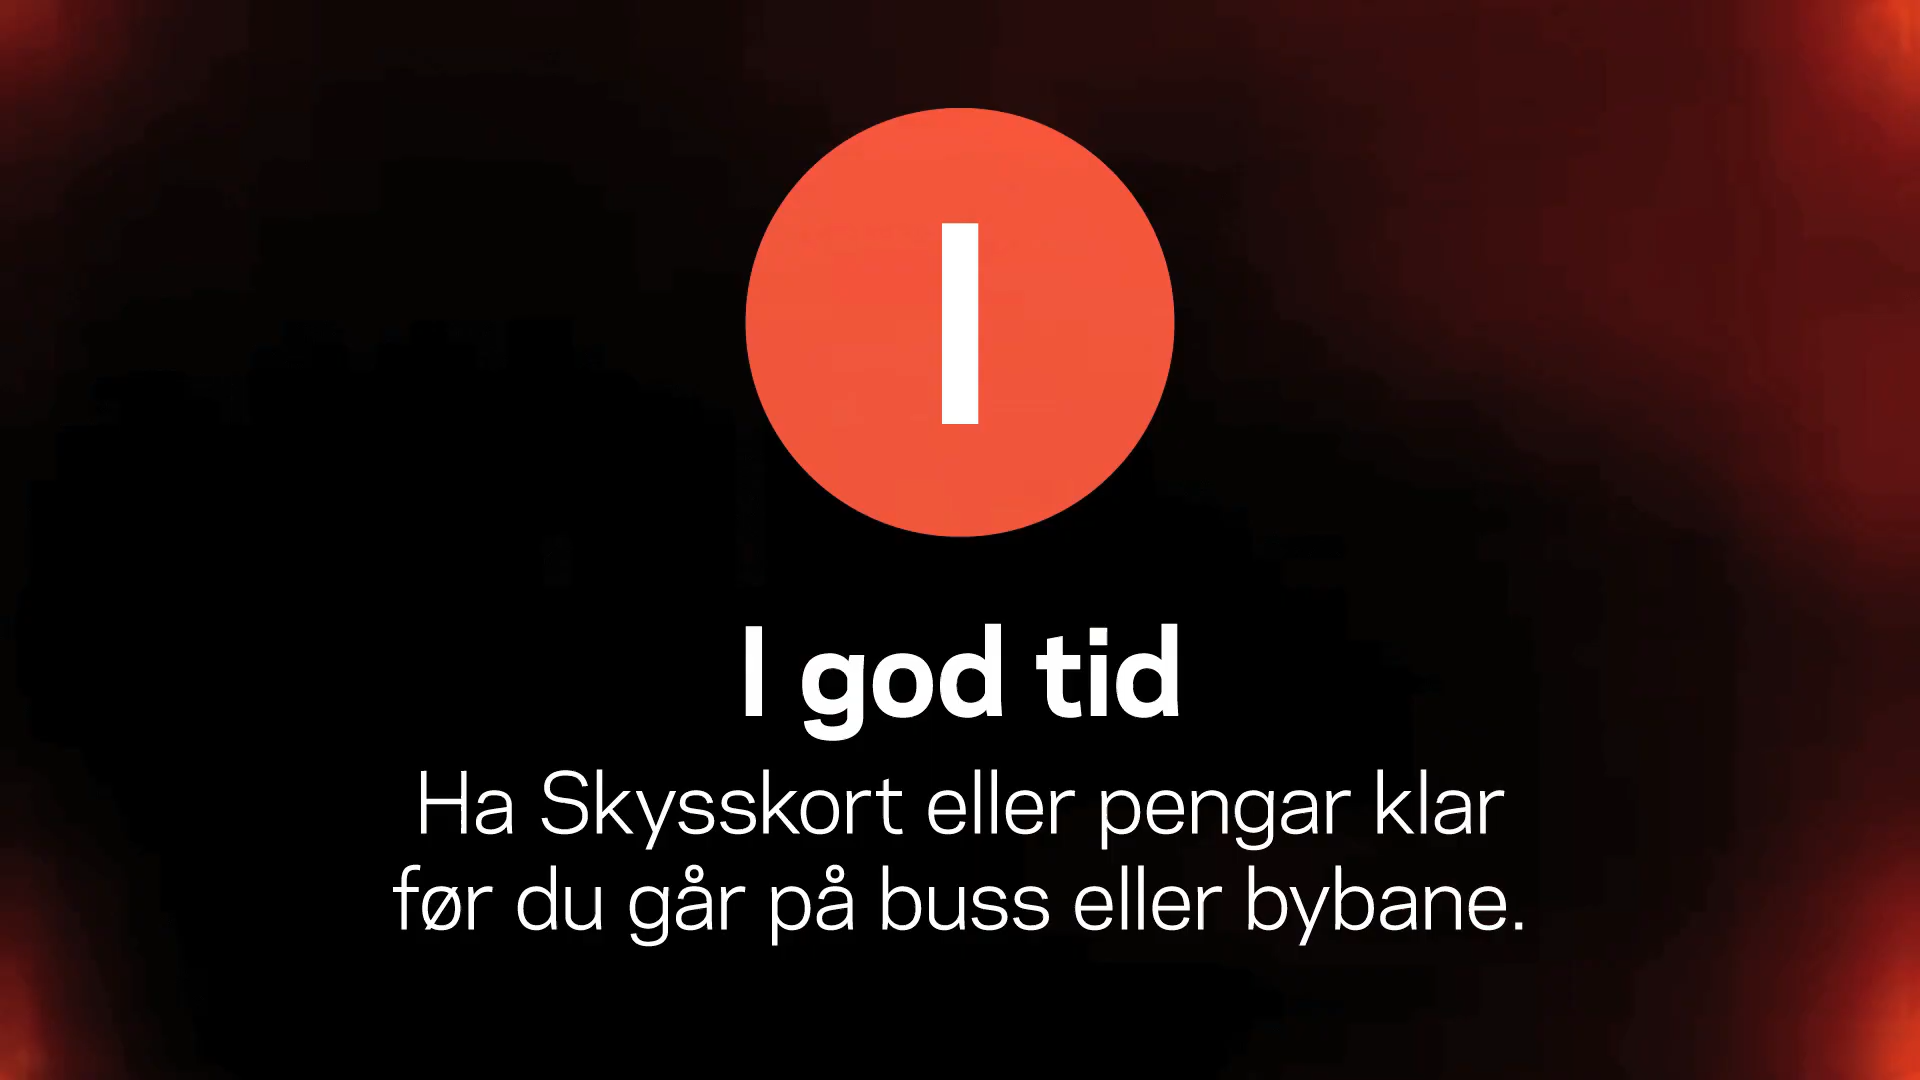 I
I god tid
Ha Skysskort eller pengar klar
før du går på buss eller bybane.